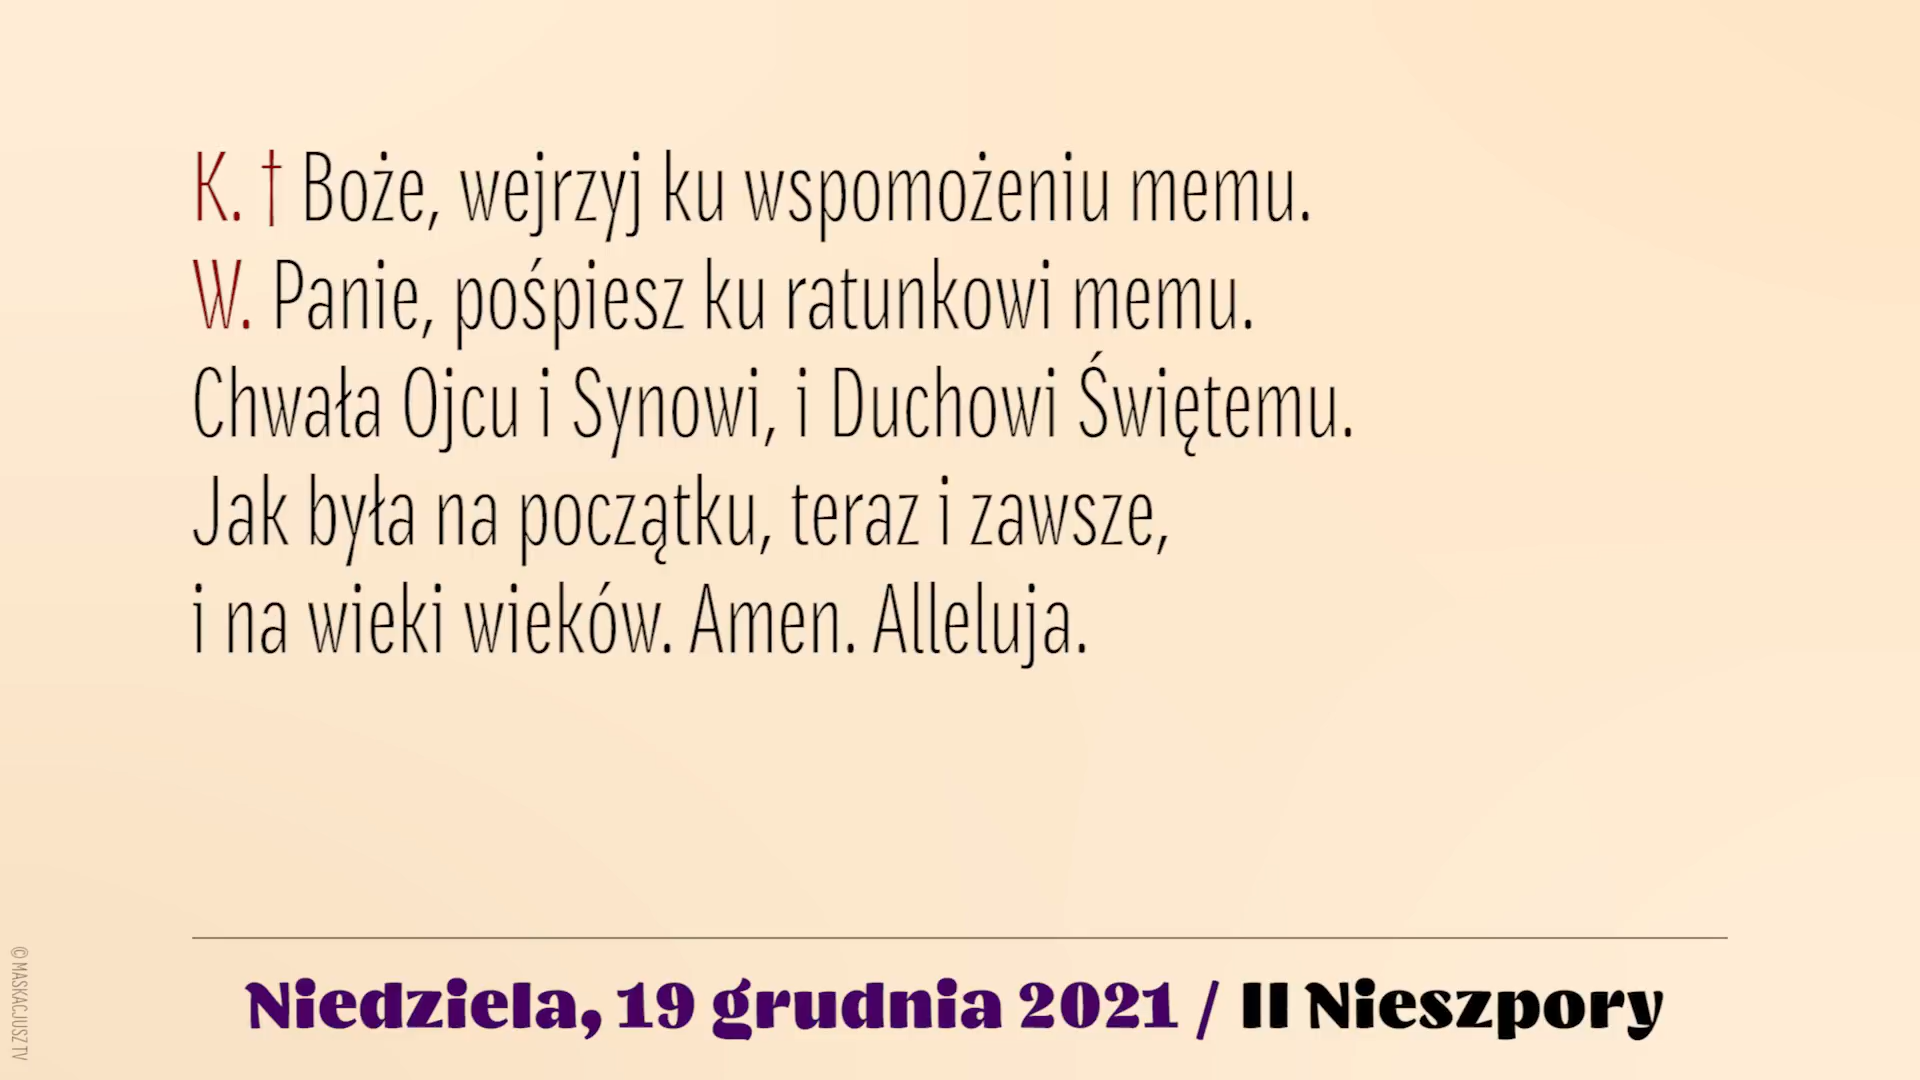 K. † Boże, wejrzyj ku wspomożeniu memu.
W. Panie, pośpiesz ku ratunkowi memu.
Chwała Ojcu i Synowi, i Duchowi Świętemu.
Jak była na początku, teraz i zawsze,
i na wieki wieków. Amen. Alleluja.
Niedziela, 19 grudnia 2021 / II Nieszpory
© MASKACJUSZ TV